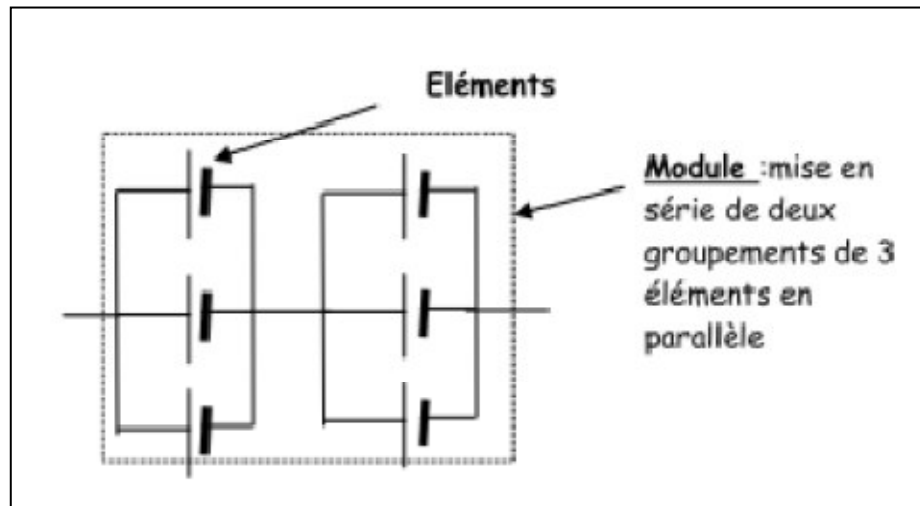 Eléments
Module :mise en
série de deux
groupements de 3
éléments en
parallèle